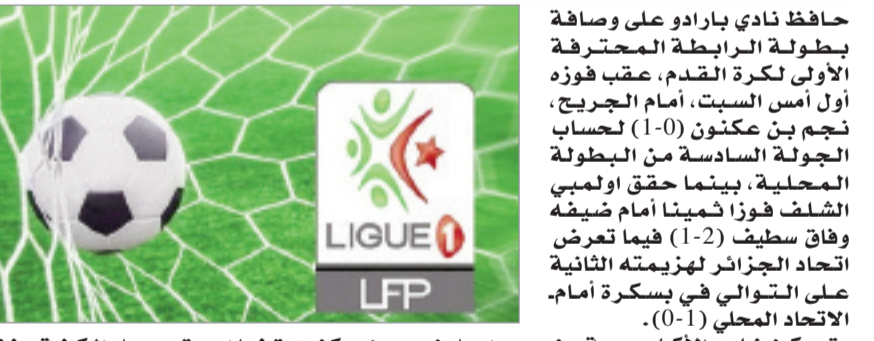 حافظ نادي بارادو على وصافة
بطولة الرابطة المحترفة
الأولى لكرة القدم، عقب فوزه
أول أمس السبت، أمام الجريح،
نجم بن عكنون (0-1) لحساب
الجولة السادسة من البطولة
المحلية، بينما حقق اولمبي
الشلف فوزا ثمينا أمام ضيفه
وفاق سطيف (2-1) فيما تعرض
اتحاد الجزائر لهزيمته الثانية
على التوالي في بسكرة أمام
الاتحاد المحلي (1-0).
LIGUE 1
LFP